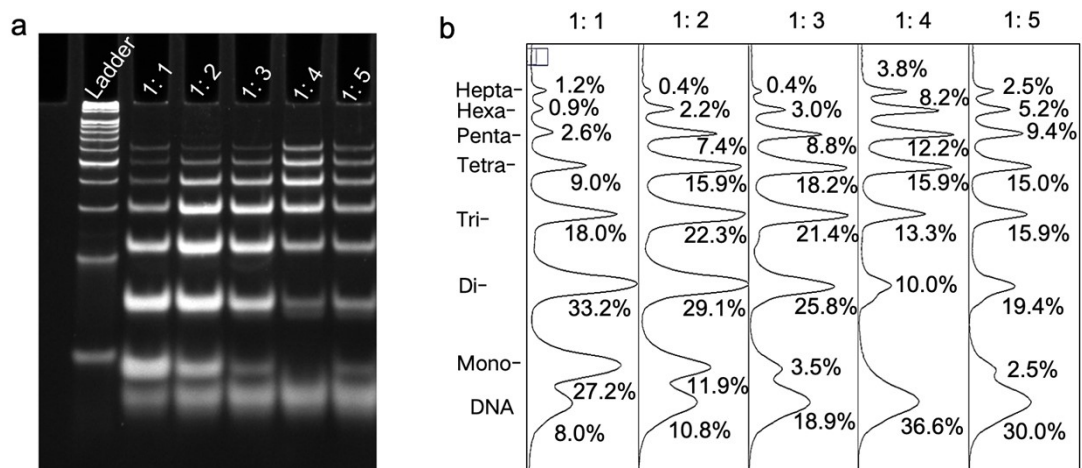 a
Ladder
1: 1
1: 2
1: 3
1: 4
1: 5
b
1: 1 1: 2 1: 3 1: 4 1: 5
Hepta- 1.2% 0.4% 0.4% 3.8% 2.5%
Hexa- 0.9% 2.2% 3.0% 8.2% 5.2%
Penta- 2.6% 7.4% 8.8% 12.2% 9.4%
Tetra- 9.0% 15.9% 18.2% 15.9% 15.0%
Tri- 18.0% 22.3% 21.4% 13.3% 15.9%
Di- 33.2% 29.1% 25.8% 10.0% 19.4%
Mono- 27.2% 11.9% 3.5% 2.5%
DNA 8.0% 10.8% 18.9% 36.6% 30.0%